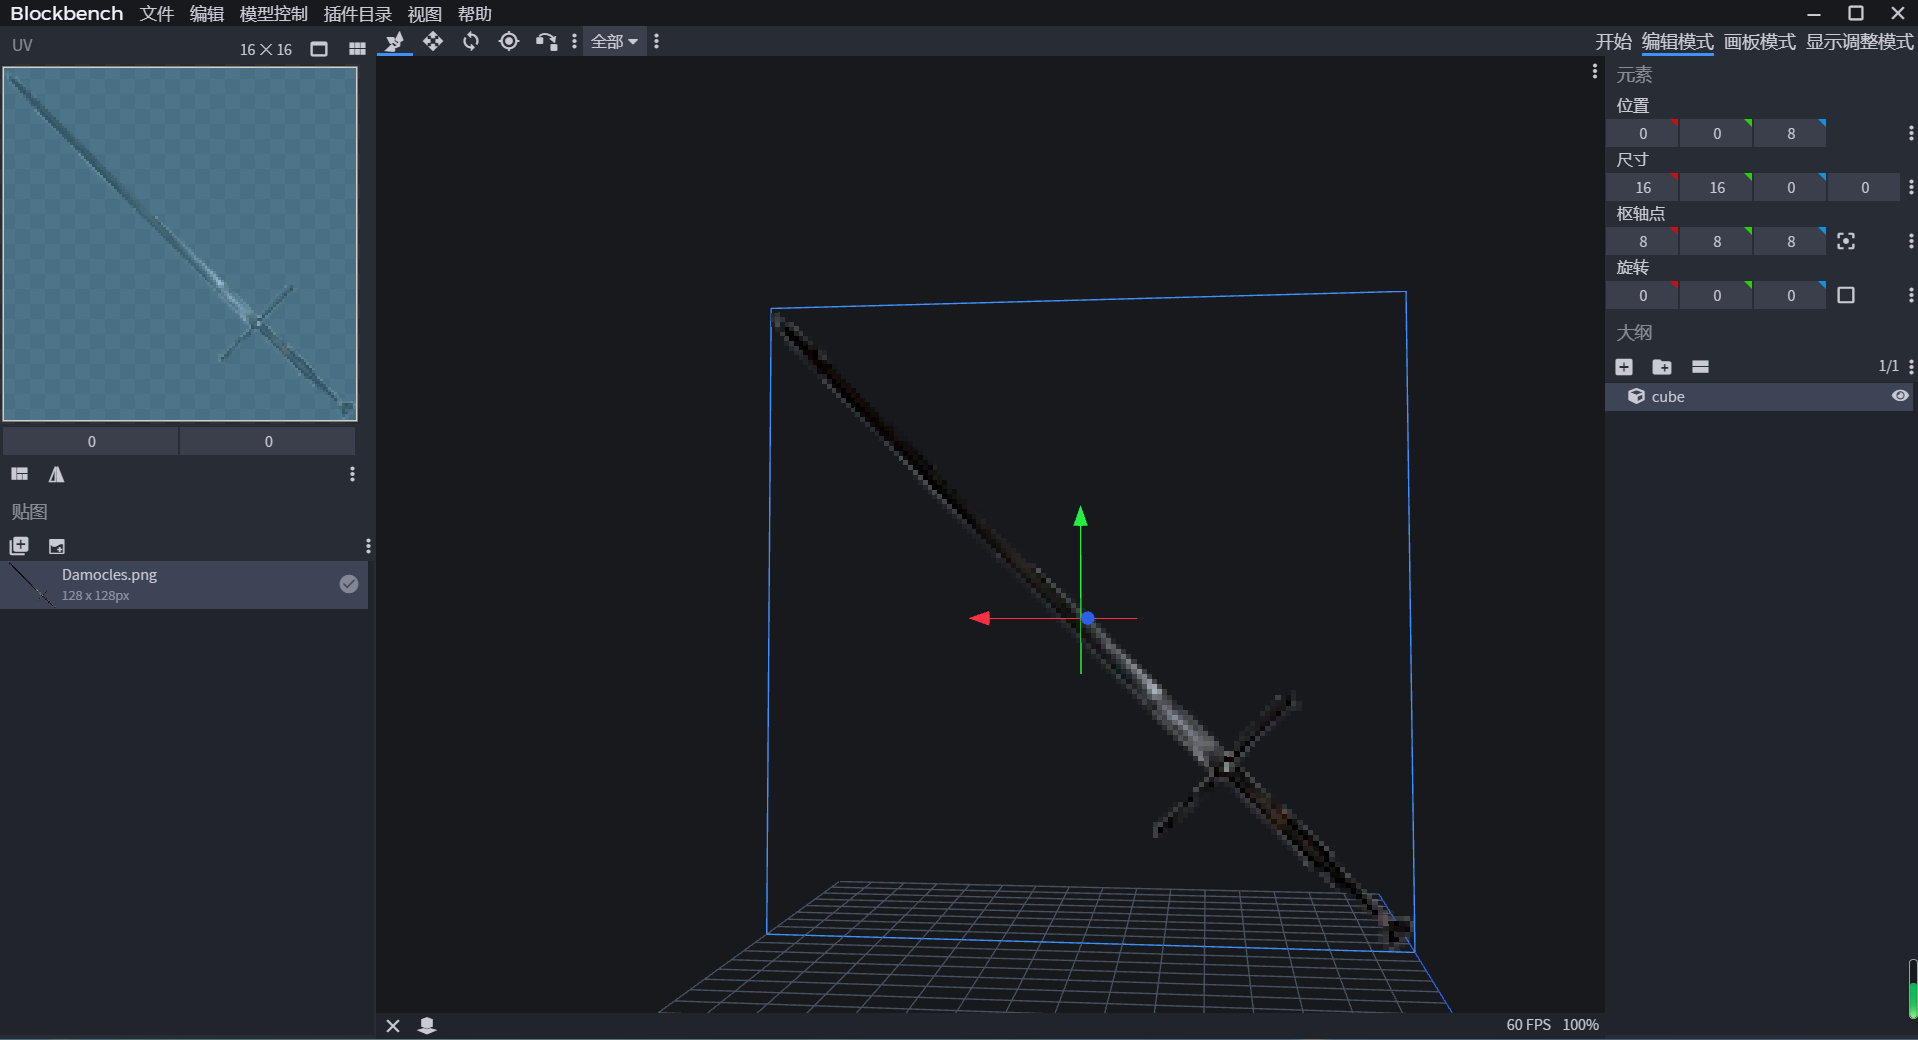 Blockbench 文件 编辑 模型控制 插件目录 视图 帮助
UV
16 × 16
全部
开始 编辑模式 画板模式 显示调整模式
元素
位置
0 0 8
尺寸
16 16 0 0
枢轴点
8 8 8
旋转
0 0 0
大纲
1/1
cube
0 0
贴图
Damocles.png
128 x 128px
60 FPS 100%